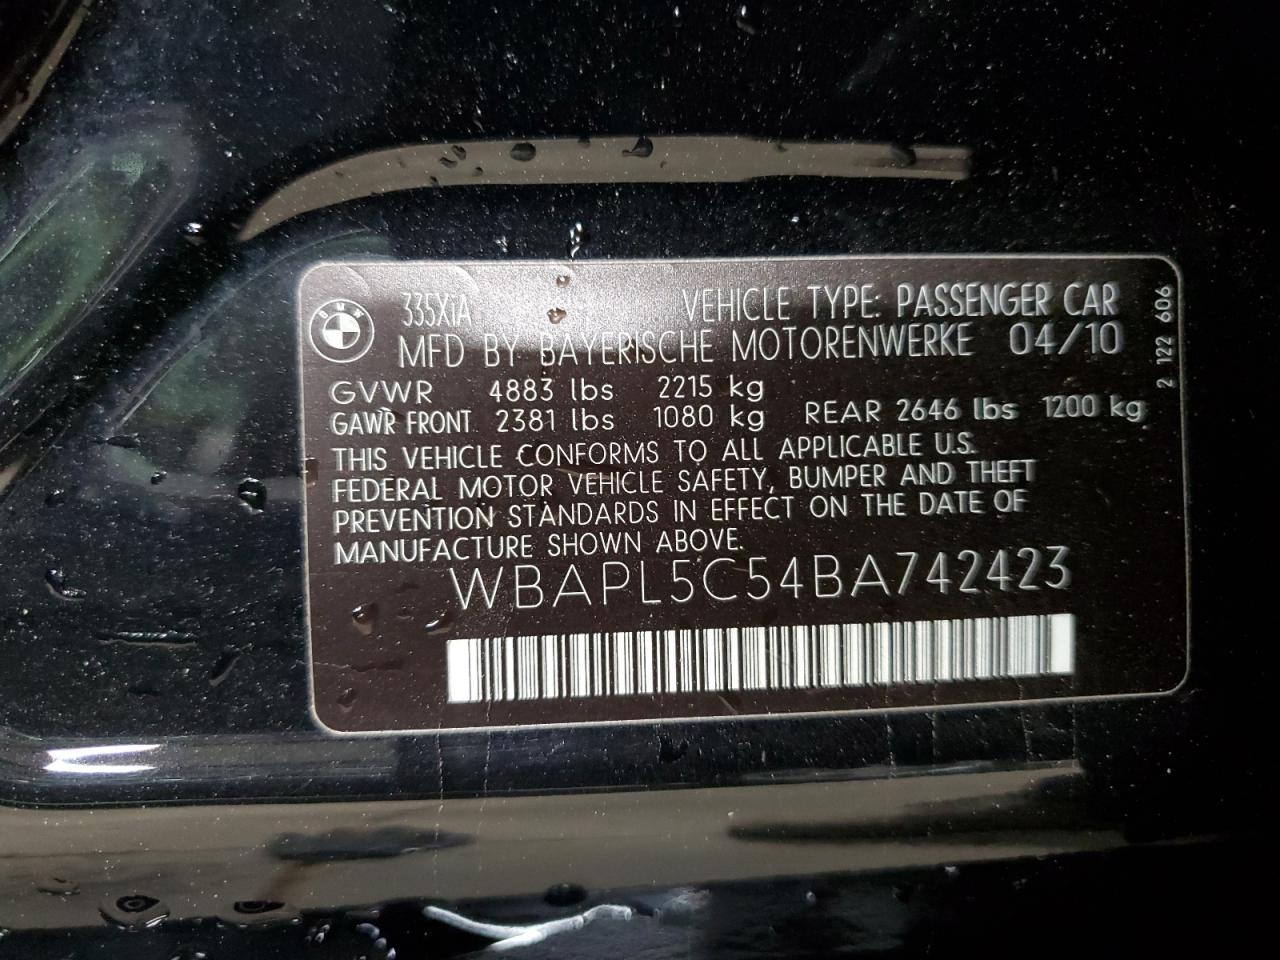 BMW
335XiA VEHICLE TYPE: PASSENGER CAR
MFD BY BAYERISCHE MOTORENWERKE 04/10
GVWR 4883 lbs 2215 kg
GAWR FRONT 2381 lbs 1080 kg REAR 2646 lbs 1200 kg
THIS VEHICLE CONFORMS TO ALL APPLICABLE U.S.
FEDERAL MOTOR VEHICLE SAFETY, BUMPER AND THEFT
PREVENTION STANDARDS IN EFFECT ON THE DATE OF
MANUFACTURE SHOWN ABOVE.
WBAPL5C54BA742423
2 122 606